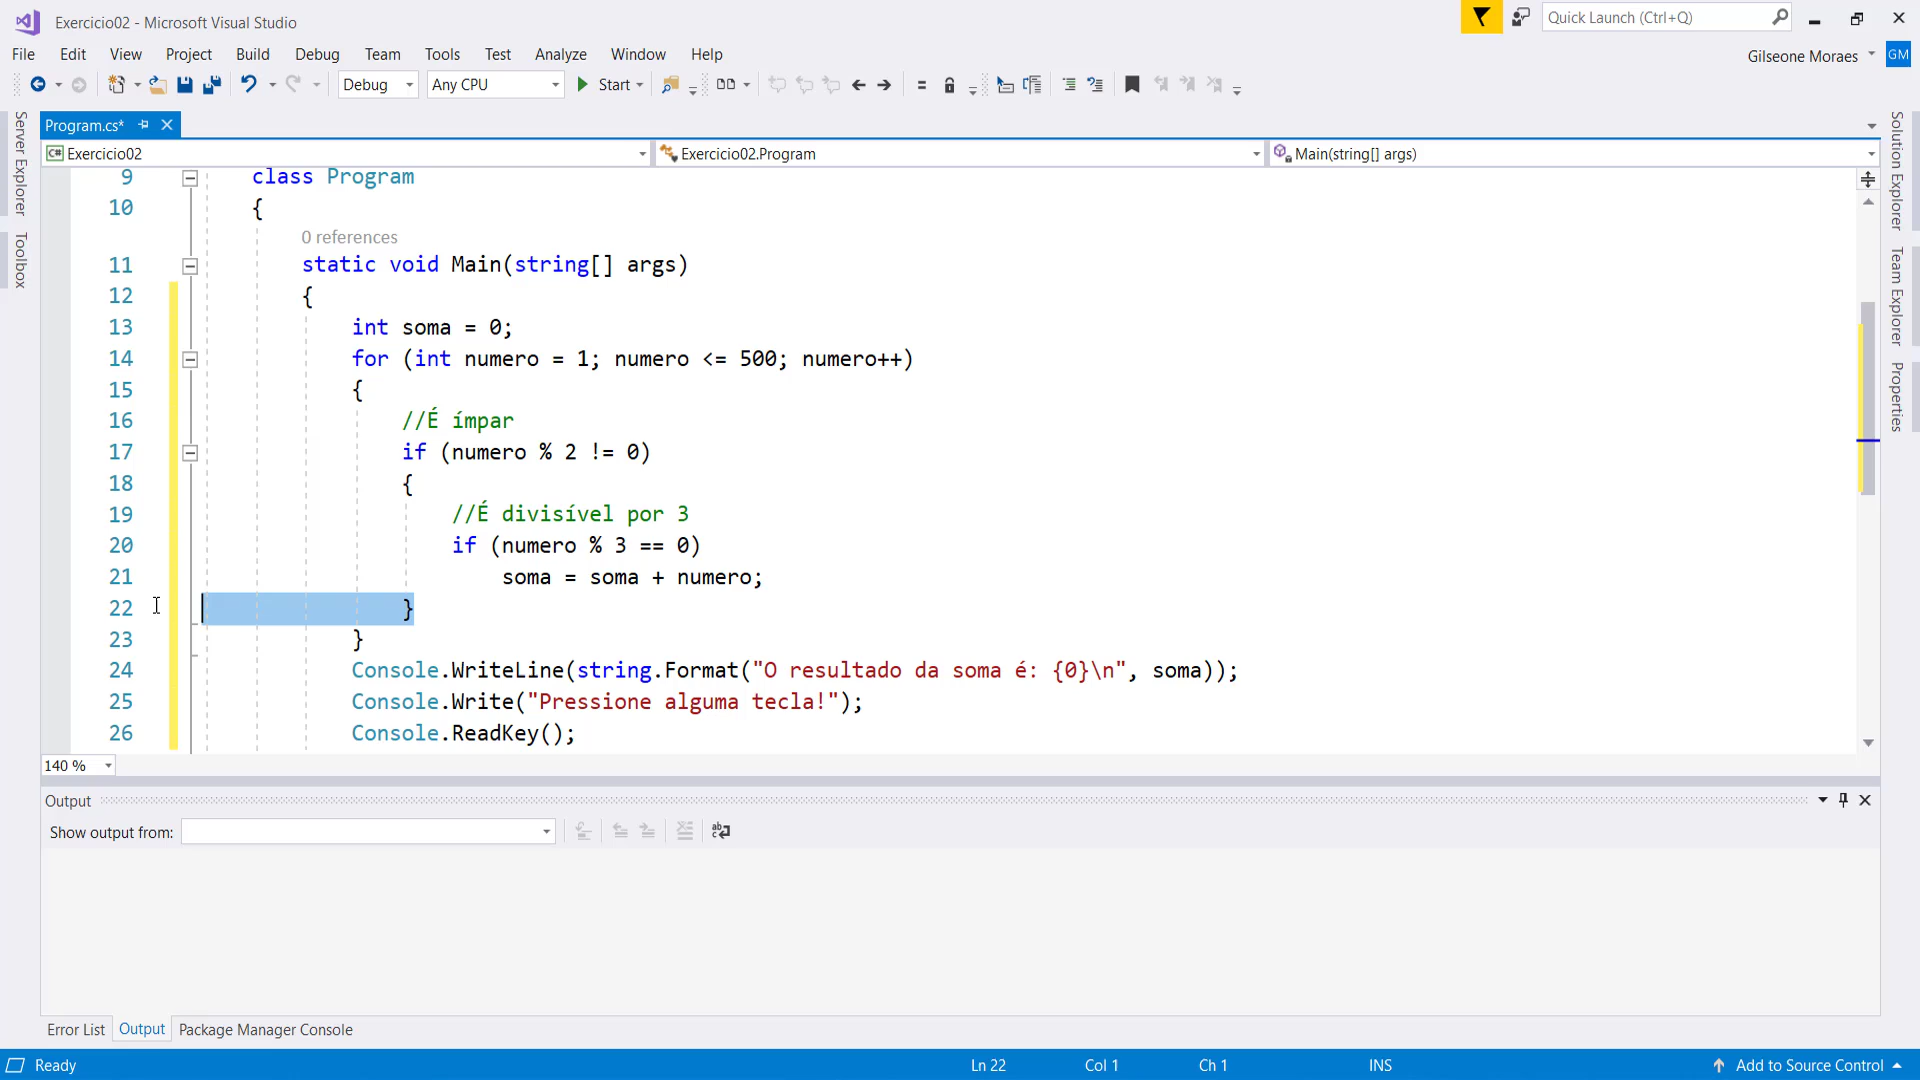 Exercicio02 - Microsoft Visual Studio
Quick Launch (Ctrl+Q)
File Edit View Project Build Debug Team Tools Test Analyze Window Help
Gilseone Moraes GM
Debug Any CPU Start
Program.cs*
Exercicio02 Exercicio02.Program Main(string[] args)
C#
Server Explorer
Toolbox
Solution Explorer
Team Explorer
Properties
9 class Program
10 {
0 references
11 static void Main(string[] args)
12 {
13 int soma = 0;
14 for (int numero = 1; numero <= 500; numero++)
15 {
16 //É ímpar
17 if (numero % 2 != 0)
18 {
19 //É divisível por 3
20 if (numero % 3 == 0)
21 soma = soma + numero;
22 }
23 }
24 Console.WriteLine(string.Format("O resultado da soma é: {0}\n", soma));
25 Console.Write("Pressione alguma tecla!");
26 Console.ReadKey();
140 %
Output
Show output from:
Error List Output Package Manager Console
Ready Ln 22 Col 1 Ch 1 INS Add to Source Control